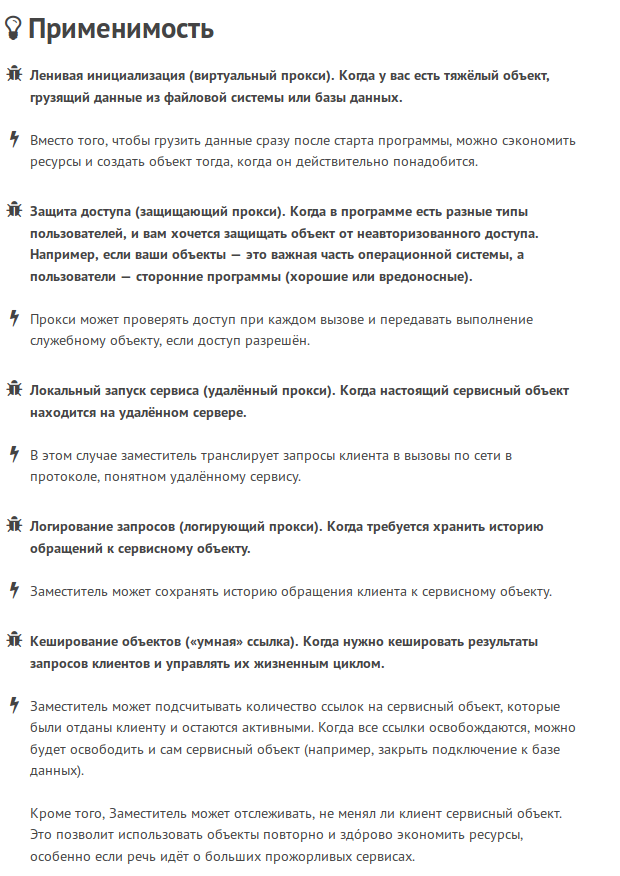 Применимость
Ленивая инициализация (виртуальный прокси). Когда у вас есть тяжёлый объект,
грузящий данные из файловой системы или базы данных.
Вместо того, чтобы грузить данные сразу после старта программы, можно сэкономить
ресурсы и создать объект тогда, когда он действительно понадобится.
Защита доступа (защищающий прокси). Когда в программе есть разные типы
пользователей, и вам хочется защищать объект от неавторизованного доступа.
Например, если ваши объекты — это важная часть операционной системы, а
пользователи — сторонние программы (хорошие или вредоносные).
Прокси может проверять доступ при каждом вызове и передавать выполнение
служебному объекту, если доступ разрешён.
Локальный запуск сервиса (удалённый прокси). Когда настоящий сервисный объект
находится на удалённом сервере.
В этом случае заместитель транслирует запросы клиента в вызовы по сети в
протоколе, понятном удалённому сервису.
Логирование запросов (логирующий прокси). Когда требуется хранить историю
обращений к сервисному объекту.
Заместитель может сохранять историю обращения клиента к сервисному объекту.
Кеширование объектов («умная» ссылка). Когда нужно кешировать результаты
запросов клиентов и управлять их жизненным циклом.
Заместитель может подсчитывать количество ссылок на сервисный объект, которые
были отданы клиенту и остаются активными. Когда все ссылки освобождаются, можно
будет освободить и сам сервисный объект (например, закрыть подключение к базе
данных).
Кроме того, Заместитель может отслеживать, не менял ли клиент сервисный объект.
Это позволит использовать объекты повторно и здо́рово экономить ресурсы,
особенно если речь идёт о больших прожорливых сервисах.